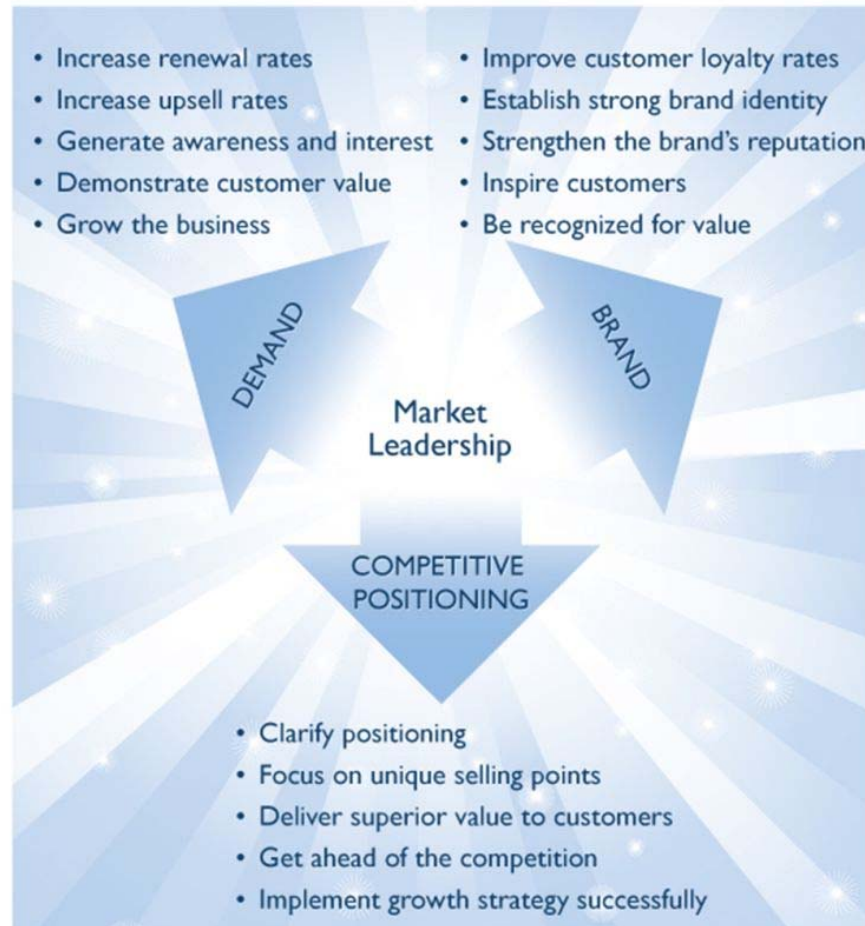 • Increase renewal rates
• Increase upsell rates
• Generate awareness and interest
• Demonstrate customer value
• Grow the business
• Improve customer loyalty rates
• Establish strong brand identity
• Strengthen the brand's reputation
• Inspire customers
• Be recognized for value
DEMAND
BRAND
Market
Leadership
COMPETITIVE
POSITIONING
• Clarify positioning
• Focus on unique selling points
• Deliver superior value to customers
• Get ahead of the competition
• Implement growth strategy successfully